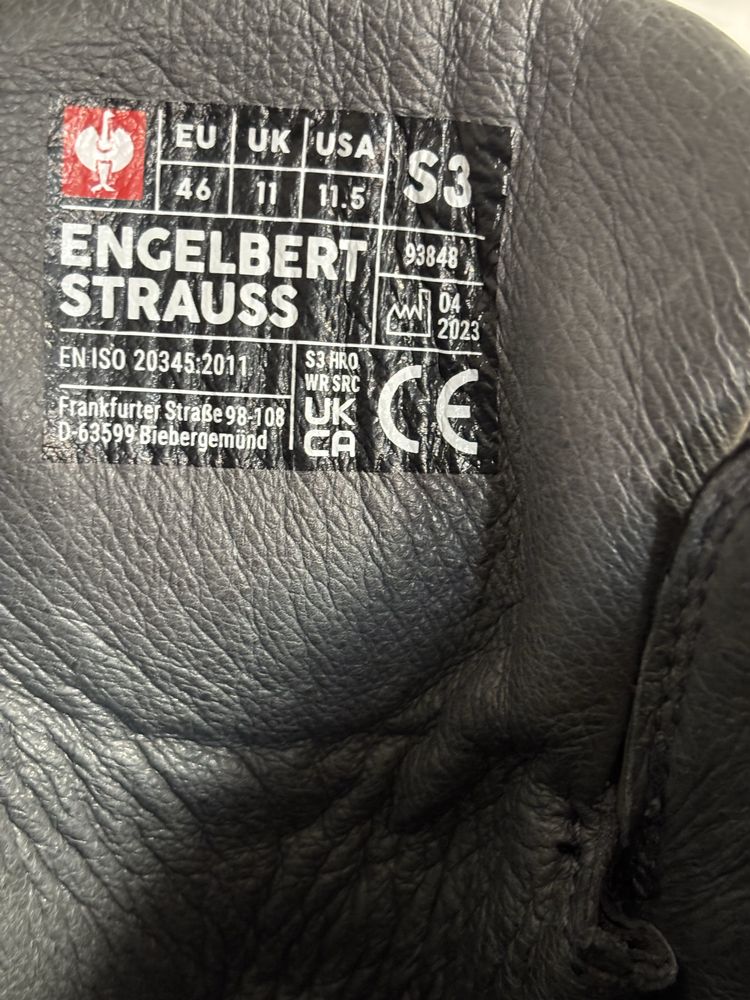 EU UK USA
46 11 11.5
S3
ENGELBERT
STRAUSS
93848
04
2023
EN ISO 20345:2011
Frankfurter Straße 98-108
D-63599 Biebergemünd
S3 HRO
WR SRC
UK
CA
CE